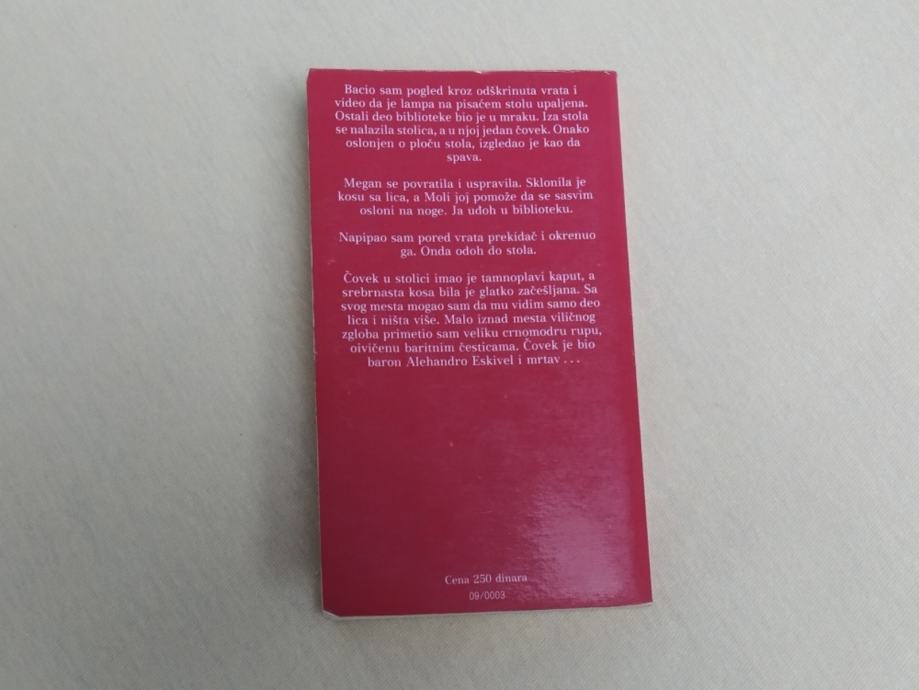 Bacio sam pogled kroz odškrinuta vrata i
video da je lampa na pisaćem stolu upaljena.
Ostali deo biblioteke bio je u mraku. Iza stola
se nalazila stolica, a u njoj jedan čovek. Onako
oslonjen o ploču stola, izgledao je kao da
spava.
Megan se povratila i uspravila. Sklonila je
kosu sa lica, a Moli joj pomože da se sasvim
osloni na noge. Ja uđoh u biblioteku.
Napipao sam pored vrata prekidač i okrenuo
ga. Onda odoh do stola.
Čovek u stolici imao je tamnoplavi kaput, a
srebrnasta kosa bila je glatko začešljana. Sa
svog mesta mogao sam da mu vidim samo deo
lica i ništa više. Malo iznad mesta viličnog
zgloba primetio sam veliku crnomodru rupu,
oivičenu baritnim česticama. Čovek je bio
baron Alehandro Eskivel i mrtav ...
Cena 250 dinara
09/0003